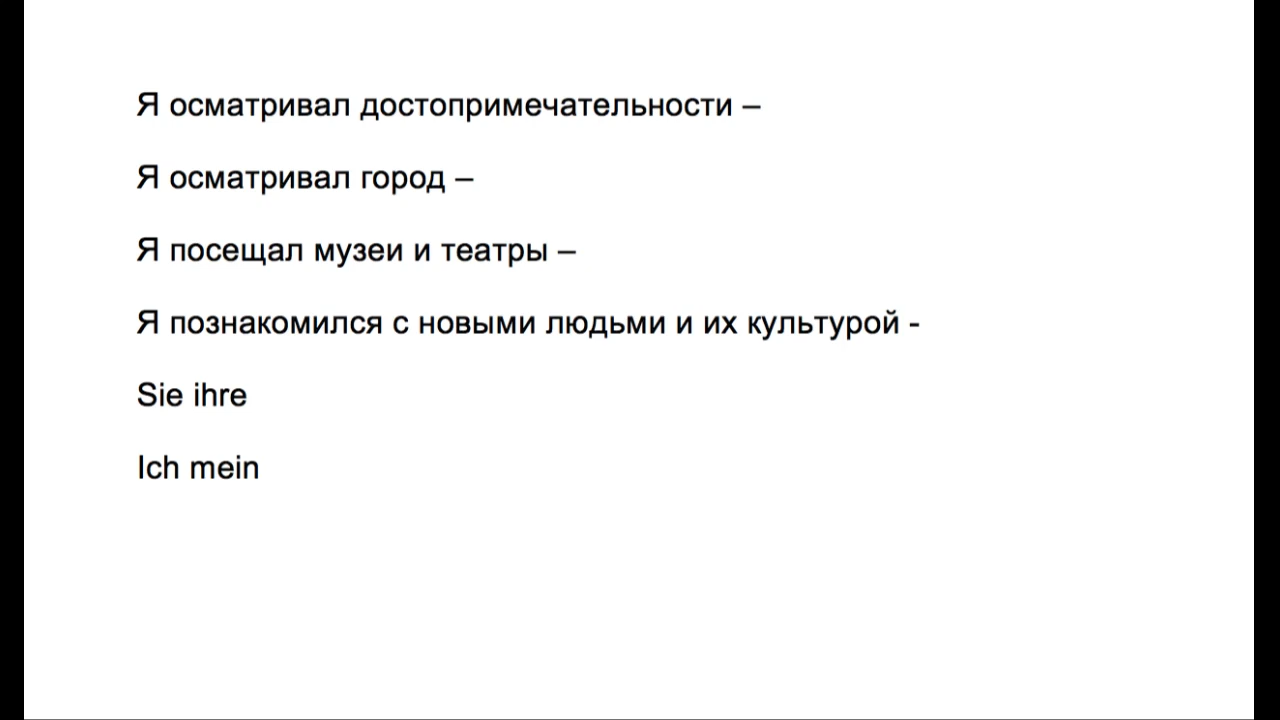 Я осматривал достопримечательности –
Я осматривал город –
Я посещал музеи и театры –
Я познакомился с новыми людьми и их культурой -
Sie ihre
Ich mein